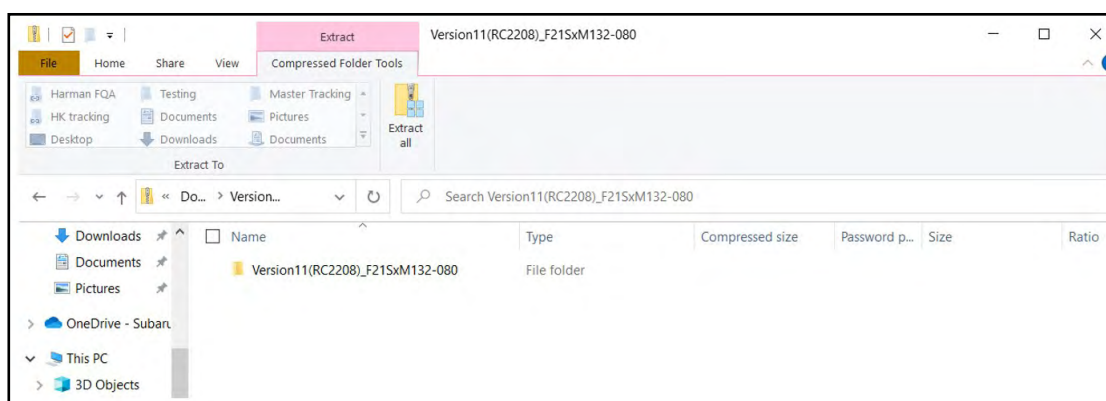 Extract Version11(RC2208)_F21SxM132-080
File Home Share View Compressed Folder Tools
Harman FQA Testing Master Tracking
HK tracking Documents Pictures
Desktop Downloads Documents
Extract all
Extract To
« Do... > Version... Search Version11(RC2208)_F21SxM132-080
Downloads Name Type Compressed size Password p... Size Ratio
Documents Version11(RC2208)_F21SxM132-080 File folder
Pictures
OneDrive - Subaru
This PC
3D Objects